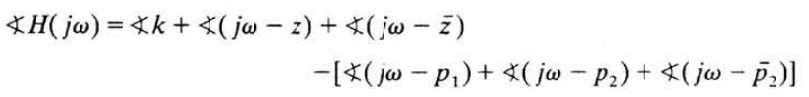 ∢H(jω) = ∢k + ∢(jω − z) + ∢(jω − z̄)
−[∢(jω − p₁) + ∢(jω − p₂) + ∢(jω − p̄₂)]